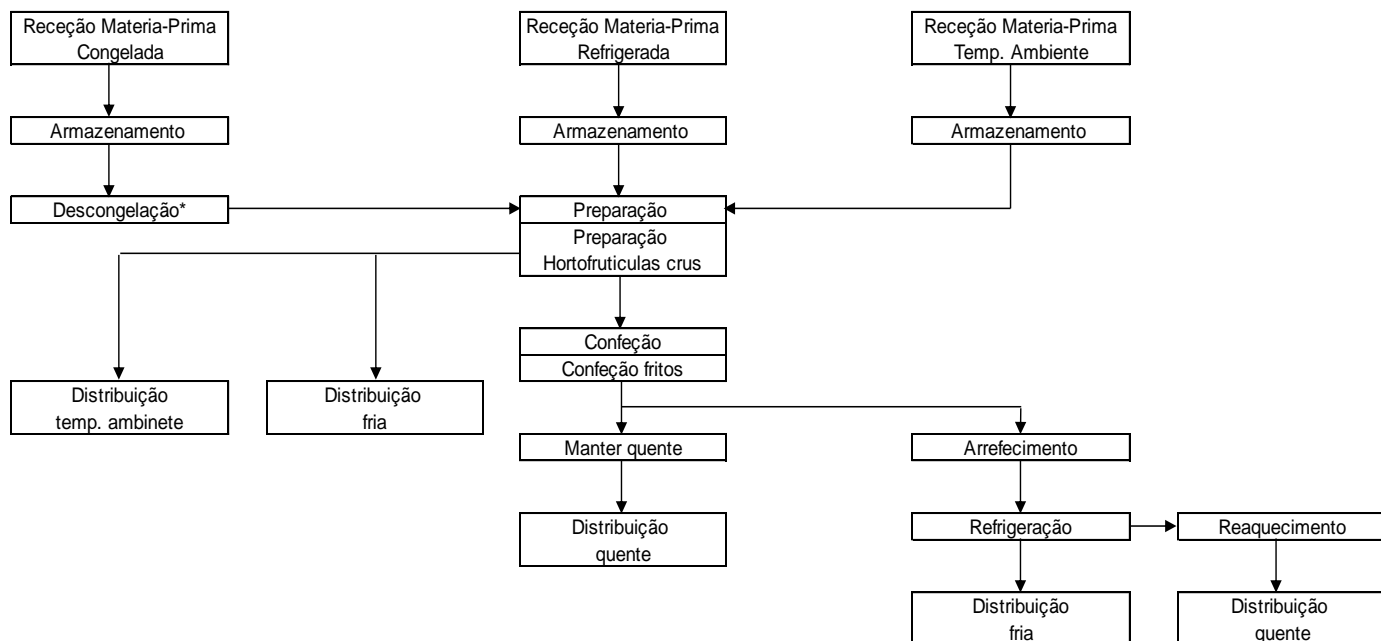 Receção Materia-Prima
Congelada
Receção Materia-Prima
Refrigerada
Receção Materia-Prima
Temp. Ambiente
Armazenamento
Armazenamento
Armazenamento
Descongelação*
Preparação
Preparação
Hortofruticulas crus
Confeção
Confeção fritos
Distribuição
temp. ambinete
Distribuição
fria
Manter quente
Arrefecimento
Distribuição
quente
Refrigeração
Reaquecimento
Distribuição
fria
Distribuição
quente